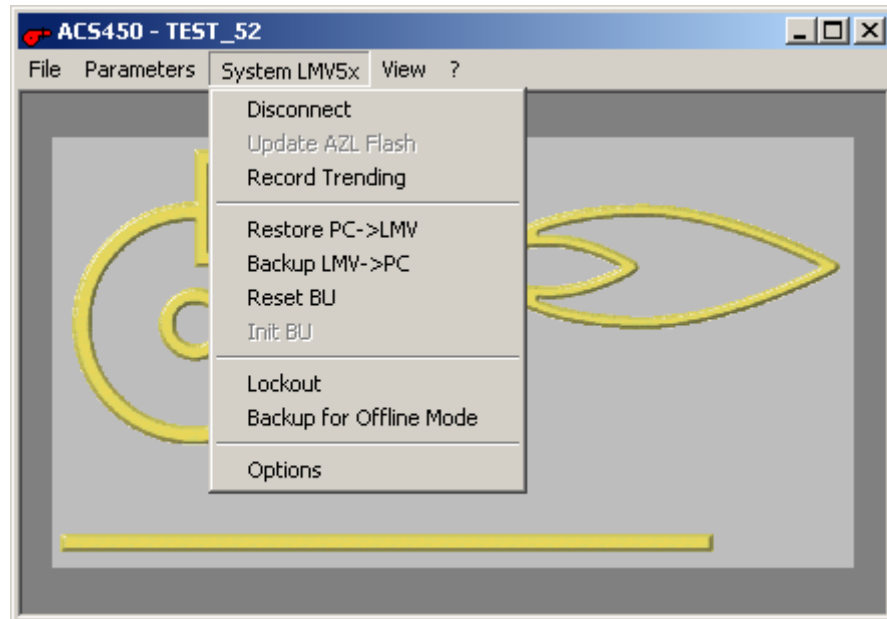 ACS450 - TEST_52
File Parameters System LMV5x View ?
Disconnect
Update AZL Flash
Record Trending
Restore PC->LMV
Backup LMV->PC
Reset BU
Init BU
Lockout
Backup for Offline Mode
Options